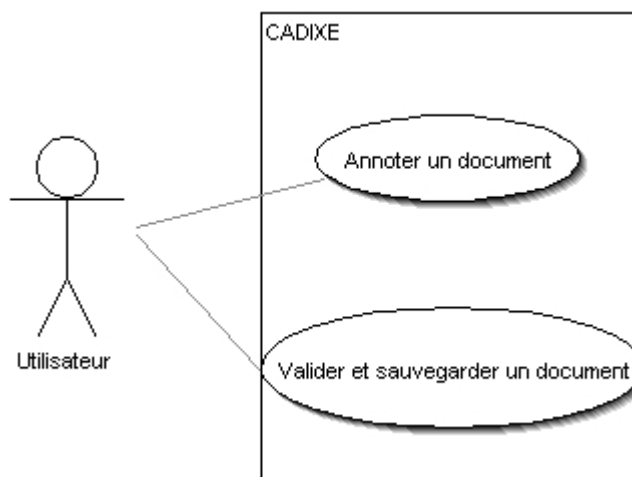 CADIXE
Annoter un document
Utilisateur
Valider et sauvegarder un document